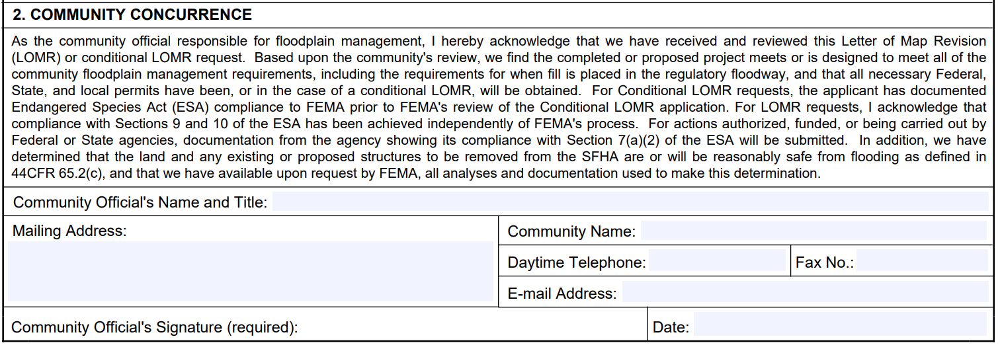 2. COMMUNITY CONCURRENCE
As the community official responsible for floodplain management, I hereby acknowledge that we have received and reviewed this Letter of Map Revision
(LOMR) or conditional LOMR request.  Based upon the community's review, we find the completed or proposed project meets or is designed to meet all of the
community floodplain management requirements, including the requirements for when fill is placed in the regulatory floodway, and that all necessary Federal,
State, and local permits have been, or in the case of a conditional LOMR, will be obtained.  For Conditional LOMR requests, the applicant has documented
Endangered Species Act (ESA) compliance to FEMA prior to FEMA's review of the Conditional LOMR application. For LOMR requests, I acknowledge that
compliance with Sections 9 and 10 of the ESA has been achieved independently of FEMA's process.  For actions authorized, funded, or being carried out by
Federal or State agencies, documentation from the agency showing its compliance with Section 7(a)(2) of the ESA will be submitted.  In addition, we have
determined that the land and any existing or proposed structures to be removed from the SFHA are or will be reasonably safe from flooding as defined in
44CFR 65.2(c), and that we have available upon request by FEMA, all analyses and documentation used to make this determination.
Community Official's Name and Title:
Mailing Address:
Community Name:
Daytime Telephone:
Fax No.:
E-mail Address:
Community Official's Signature (required):
Date: